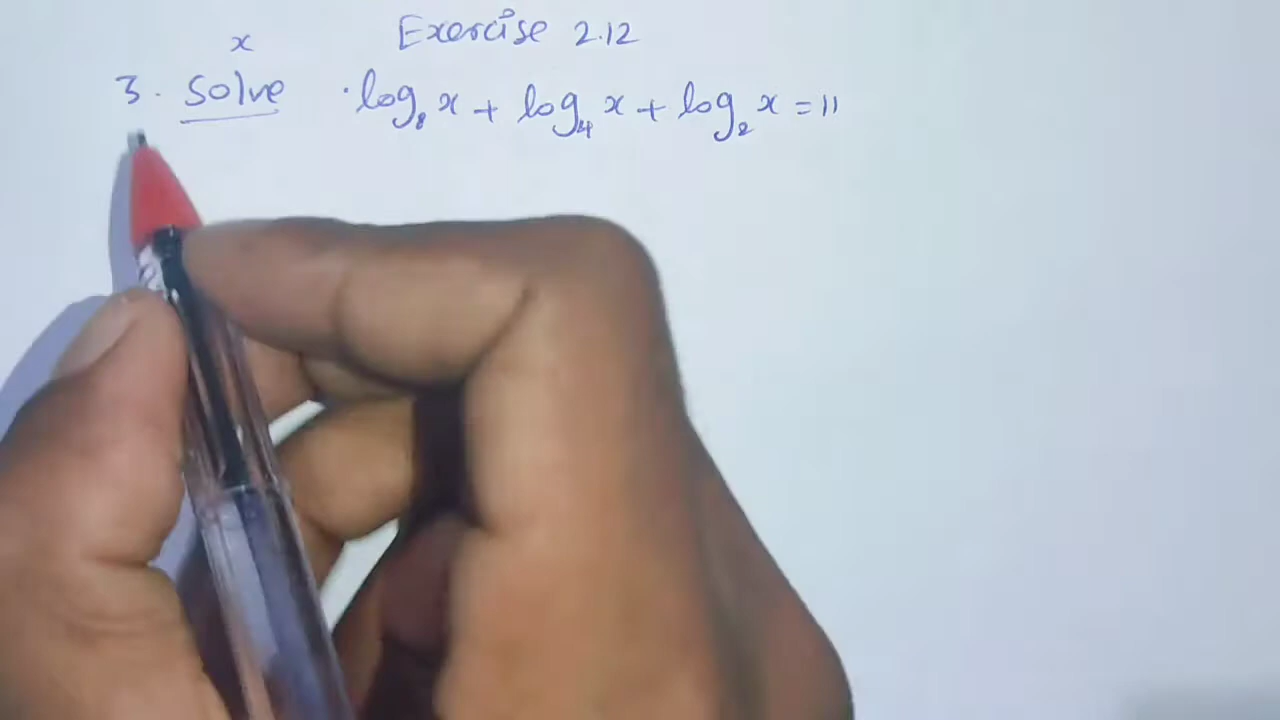 x Exercise 2.12
3. Solve log₈ x + log₄ x + log₂ x = 11